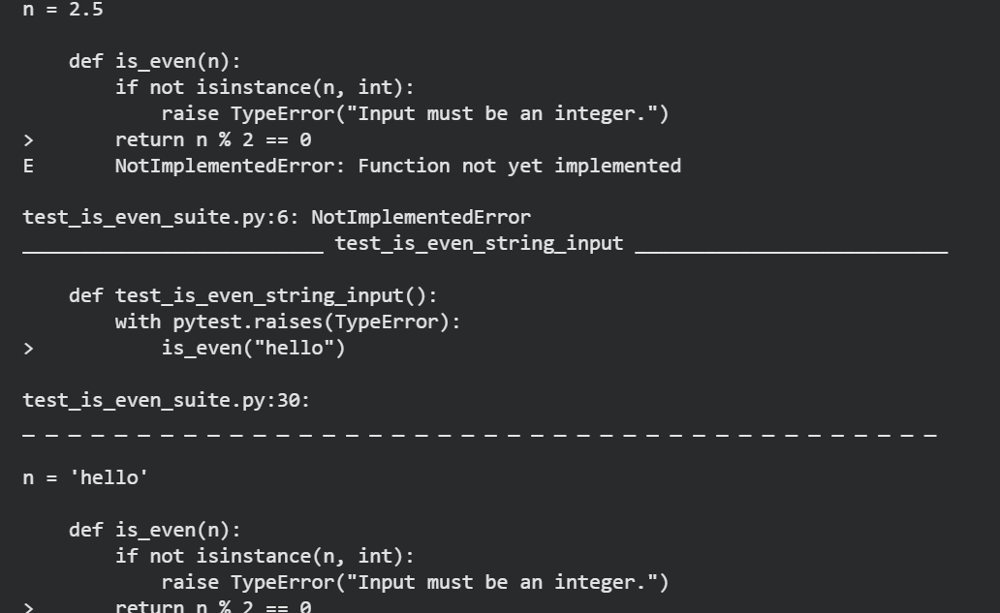 n = 2.5
def is_even(n):
if not isinstance(n, int):
raise TypeError("Input must be an integer.")
> return n % 2 == 0
E NotImplementedError: Function not yet implemented
test_is_even_suite.py:6: NotImplementedError
__________________________ test_is_even_string_input ___________________________
def test_is_even_string_input():
with pytest.raises(TypeError):
> is_even("hello")
test_is_even_suite.py:30:
_ _ _ _ _ _ _ _ _ _ _ _ _ _ _ _ _ _ _ _ _ _ _ _ _ _ _ _ _ _ _ _ _ _ _ _ _ _ _ _
n = 'hello'
def is_even(n):
if not isinstance(n, int):
raise TypeError("Input must be an integer.")
> return n % 2 == 0